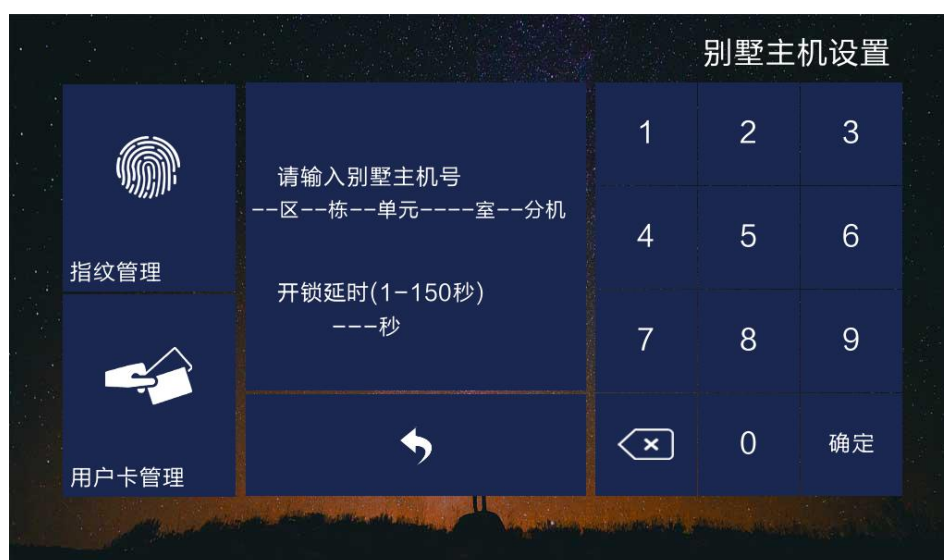 别墅主机设置
指纹管理
用户卡管理
请输入别墅主机号
--区--栋--单元----室--分机
开锁延时(1-150秒)
---秒
1 2 3
4 5 6
7 8 9
0 确定